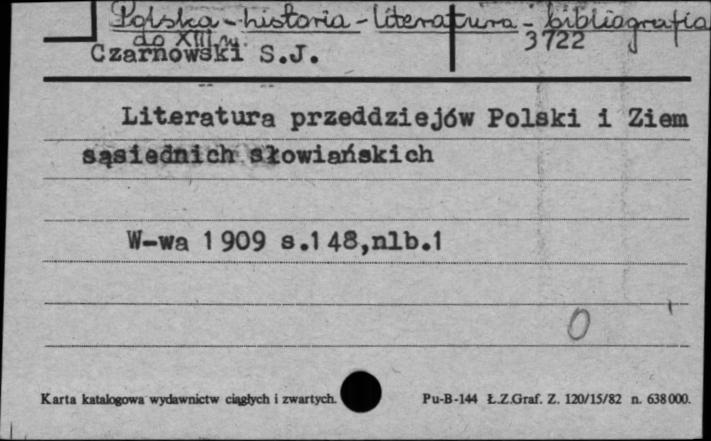 Polska - historia - literatura - bibliografia
do XIII w.
3722
Czarnowski S.J.
Literatura przeddziejów Polski i Ziem
sąsiednich słowiańskich
W-wa 1909 s.148,nlb.1
0
Karta katalogowa wydawnictw ciągłych i zwartych.
Pu-B-144 Ł.Z.Graf. Z. 120/15/82 n. 638000.